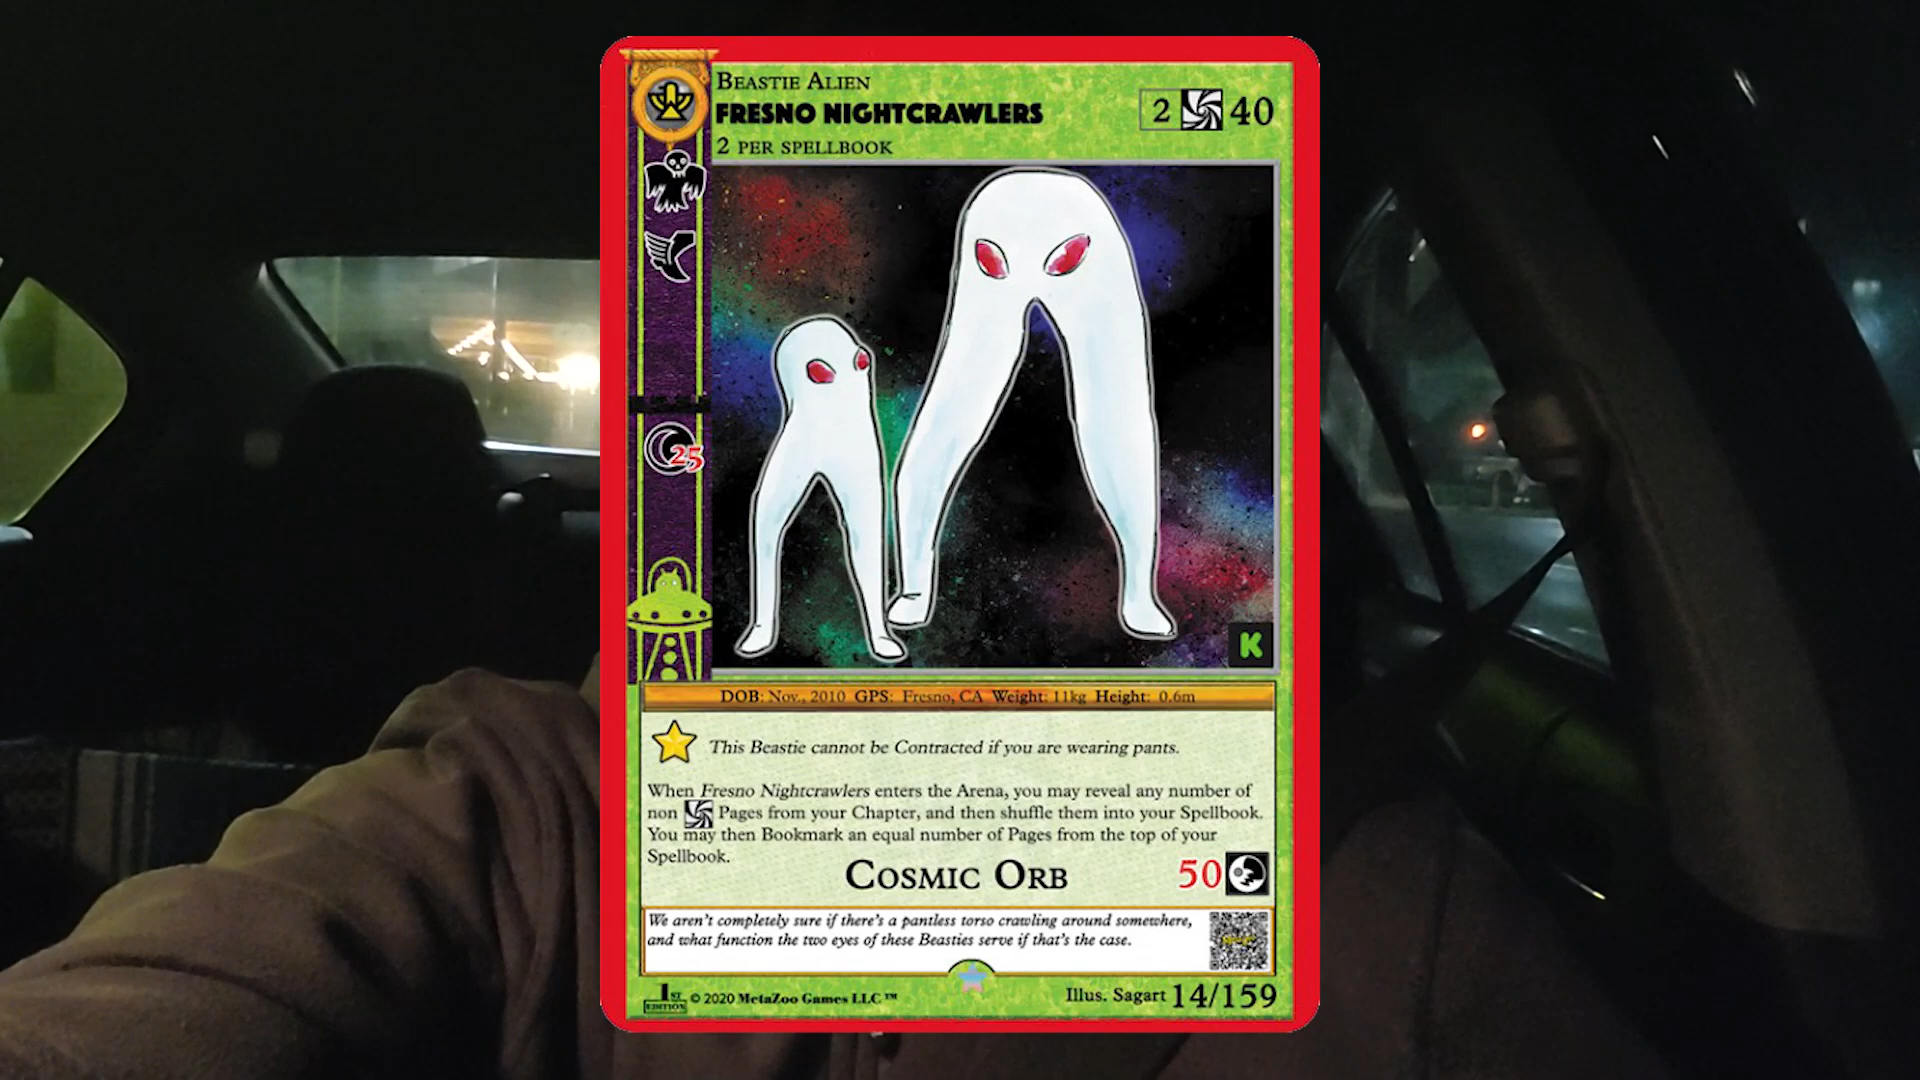 BEASTIE ALIEN
FRESNO NIGHTCRAWLERS
2 PER SPELLBOOK
2 40
25
K
DOB: Nov., 2010 GPS: Fresno, CA Weight: 11kg Height: 0.6m
This Beastie cannot be Contracted if you are wearing pants.
When Fresno Nightcrawlers enters the Arena, you may reveal any number of
non Pages from your Chapter, and then shuffle them into your Spellbook.
You may then Bookmark an equal number of Pages from the top of your
Spellbook.
COSMIC ORB 50
We aren't completely sure if there's a pantless torso crawling around somewhere,
and what function the two eyes of these Beasties serve if that's the case.
1ST EDITION © 2020 MetaZoo Games LLC ™ Illus. Sagart 14/159